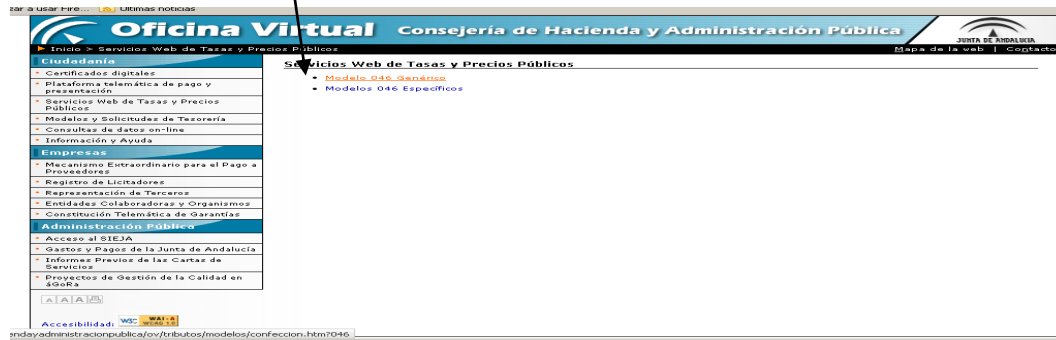 zar a usar Fire... Últimas noticias
Oficina Virtual Consejería de Hacienda y Administración Pública
JUNTA DE ANDALUCIA
Inicio > Servicios Web de Tasas y Precios Públicos
Mapa de la web | Contacto
Ciudadanía
Certificados digitales
Plataforma telemática de pago y
presentación
Servicios Web de Tasas y Precios
Públicos
Modelos y Solicitudes de Tesorería
Consultas de datos on-line
Información y Ayuda
Empresas
Mecanismo Extraordinario para el Pago a
Proveedores
Registro de Licitadores
Representación de Terceros
Entidades Colaboradoras y Organismos
Constitución Telemática de Garantías
Administración Pública
Acceso al SIEJA
Gastos y Pagos de la Junta de Andalucía
Informes Previos de las Cartas de
Servicios
Proyectos de Gestión de la Calidad en
áGoRa
A A A
Accesibilidad: W3C WAI-A WCAG 1.0
Servicios Web de Tasas y Precios Públicos
Modelo 046 Genérico
Modelos 046 Específicos
endayadministracionpublica/ov/tributos/modelos/confeccion.htm?046